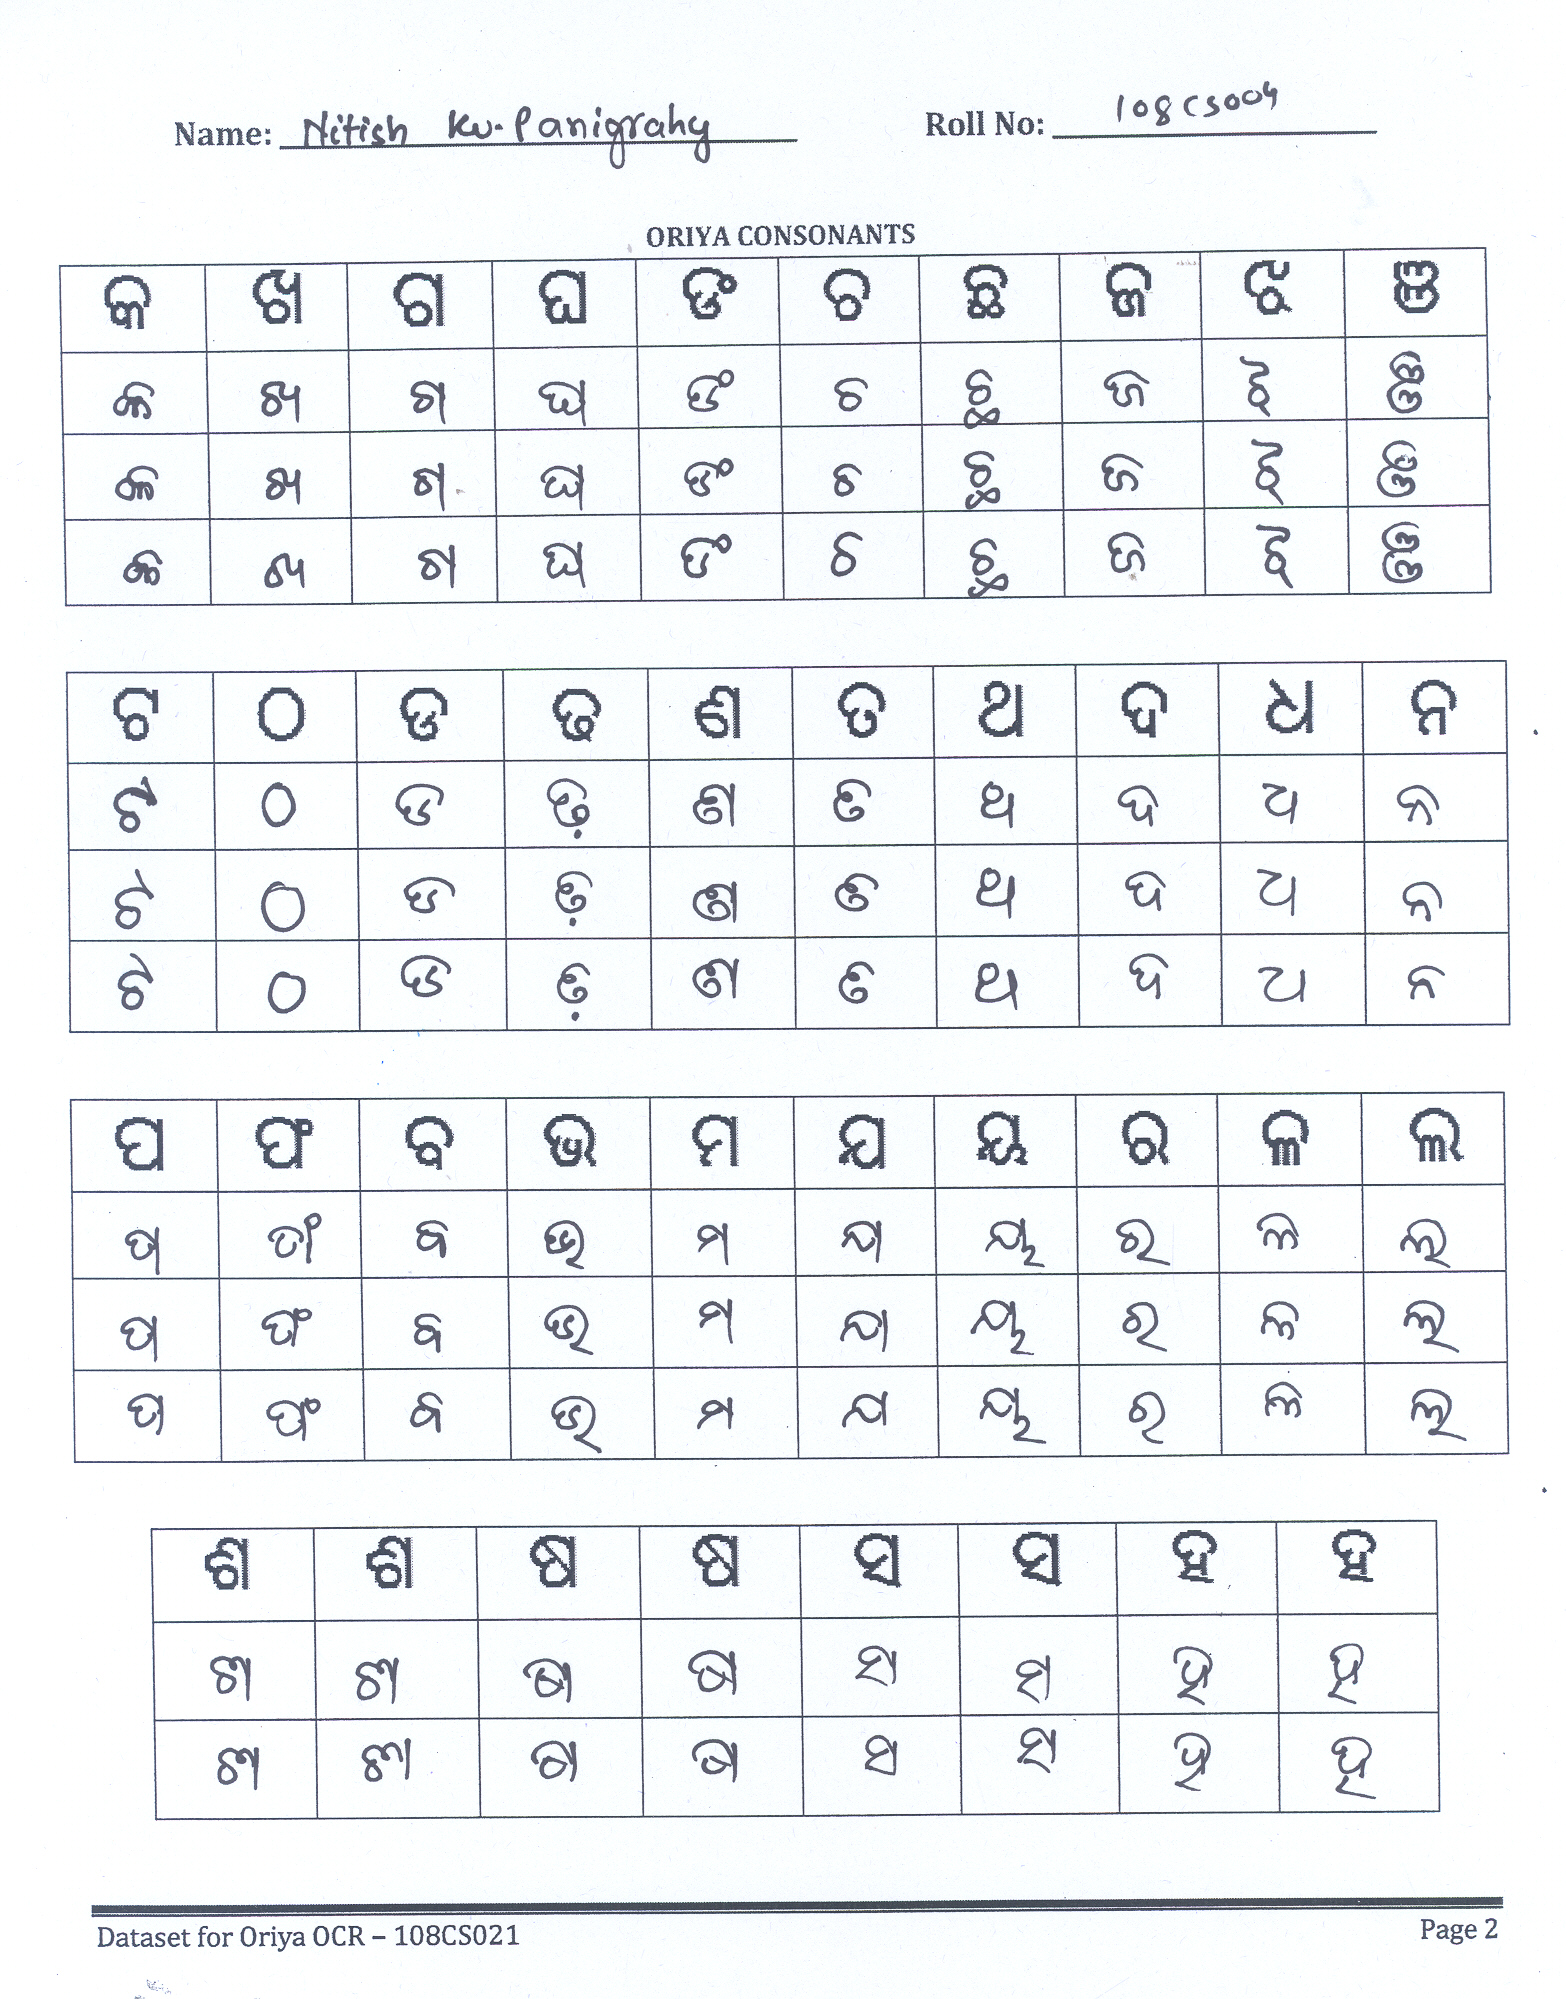 Name: Nitish Ku. Panigrahy Roll No: 108CS004
ORIYA CONSONANTS
କ ଖ ଗ ଘ ଙ ଚ ଛ ଜ ଝ ଞ
କ ଖ ଗ ଘ ଙ ଚ ଛ ଜ ଝ ଞ
କ ଖ ଗ ଘ ଙ ଚ ଛ ଜ ଝ ଞ
କ ଖ ଗ ଘ ଙ ଚ ଛ ଜ ଝ ଞ
ଟ ଠ ଡ ଢ ଣ ତ ଥ ଦ ଧ ନ
ଟ ଠ ଡ ଢ଼ ଣ ତ ଥ ଦ ଧ ନ
ଟ ଠ ଡ ଢ଼ ଣ ତ ଥ ଦ ଧ ନ
ଟ ଠ ଡ ଢ଼ ଣ ତ ଥ ଦ ଧ ନ
ପ ଫ ବ ଭ ମ ଯ ୟ ର ଳ ଲ
ପ ଫ ବ ଭ ମ ଯ ୟ ର ଳ ଲ
ପ ଫ ବ ଭ ମ ଯ ୟ ର ଳ ଲ
ପ ଫ ବ ଭ ମ ଯ ୟ ର ଳ ଲ
ଶ ଶ ଷ ଷ ସ ସ ହ ହ
ଶ ଶ ଷ ଷ ସ ସ ହ ହ
ଶ ଶ ଷ ଷ ସ ସ ହ ହ
Dataset for Oriya OCR – 108CS021 Page 2